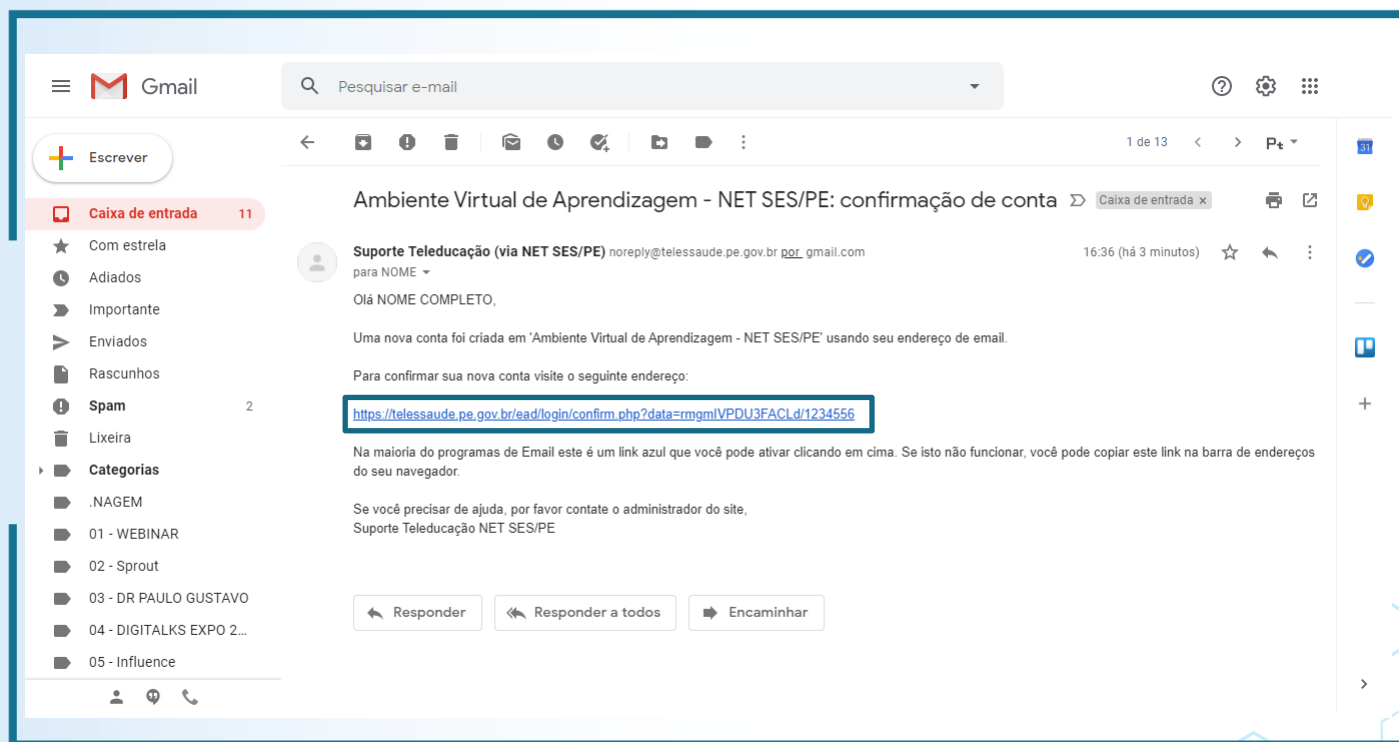 Gmail
Pesquisar e-mail
Escrever
1 de 13
Pt
31
Caixa de entrada 11
Com estrela
Adiados
Importante
Enviados
Rascunhos
Spam 2
Lixeira
Categorias
.NAGEM
01 - WEBINAR
02 - Sprout
03 - DR PAULO GUSTAVO
04 - DIGITALKS EXPO 2...
05 - Influence
Ambiente Virtual de Aprendizagem - NET SES/PE: confirmação de conta Caixa de entrada x
Suporte Teleducação (via NET SES/PE) noreply@telessaude.pe.gov.br por gmail.com 16:36 (há 3 minutos)
para NOME
Olá NOME COMPLETO,
Uma nova conta foi criada em 'Ambiente Virtual de Aprendizagem - NET SES/PE' usando seu endereço de email.
Para confirmar sua nova conta visite o seguinte endereço:
https://telessaude.pe.gov.br/ead/login/confirm.php?data=rmgmIVPDU3FACLd/1234556
Na maioria do programas de Email este é um link azul que você pode ativar clicando em cima. Se isto não funcionar, você pode copiar este link na barra de endereços
do seu navegador.
Se você precisar de ajuda, por favor contate o administrador do site,
Suporte Teleducação NET SES/PE
Responder Responder a todos Encaminhar